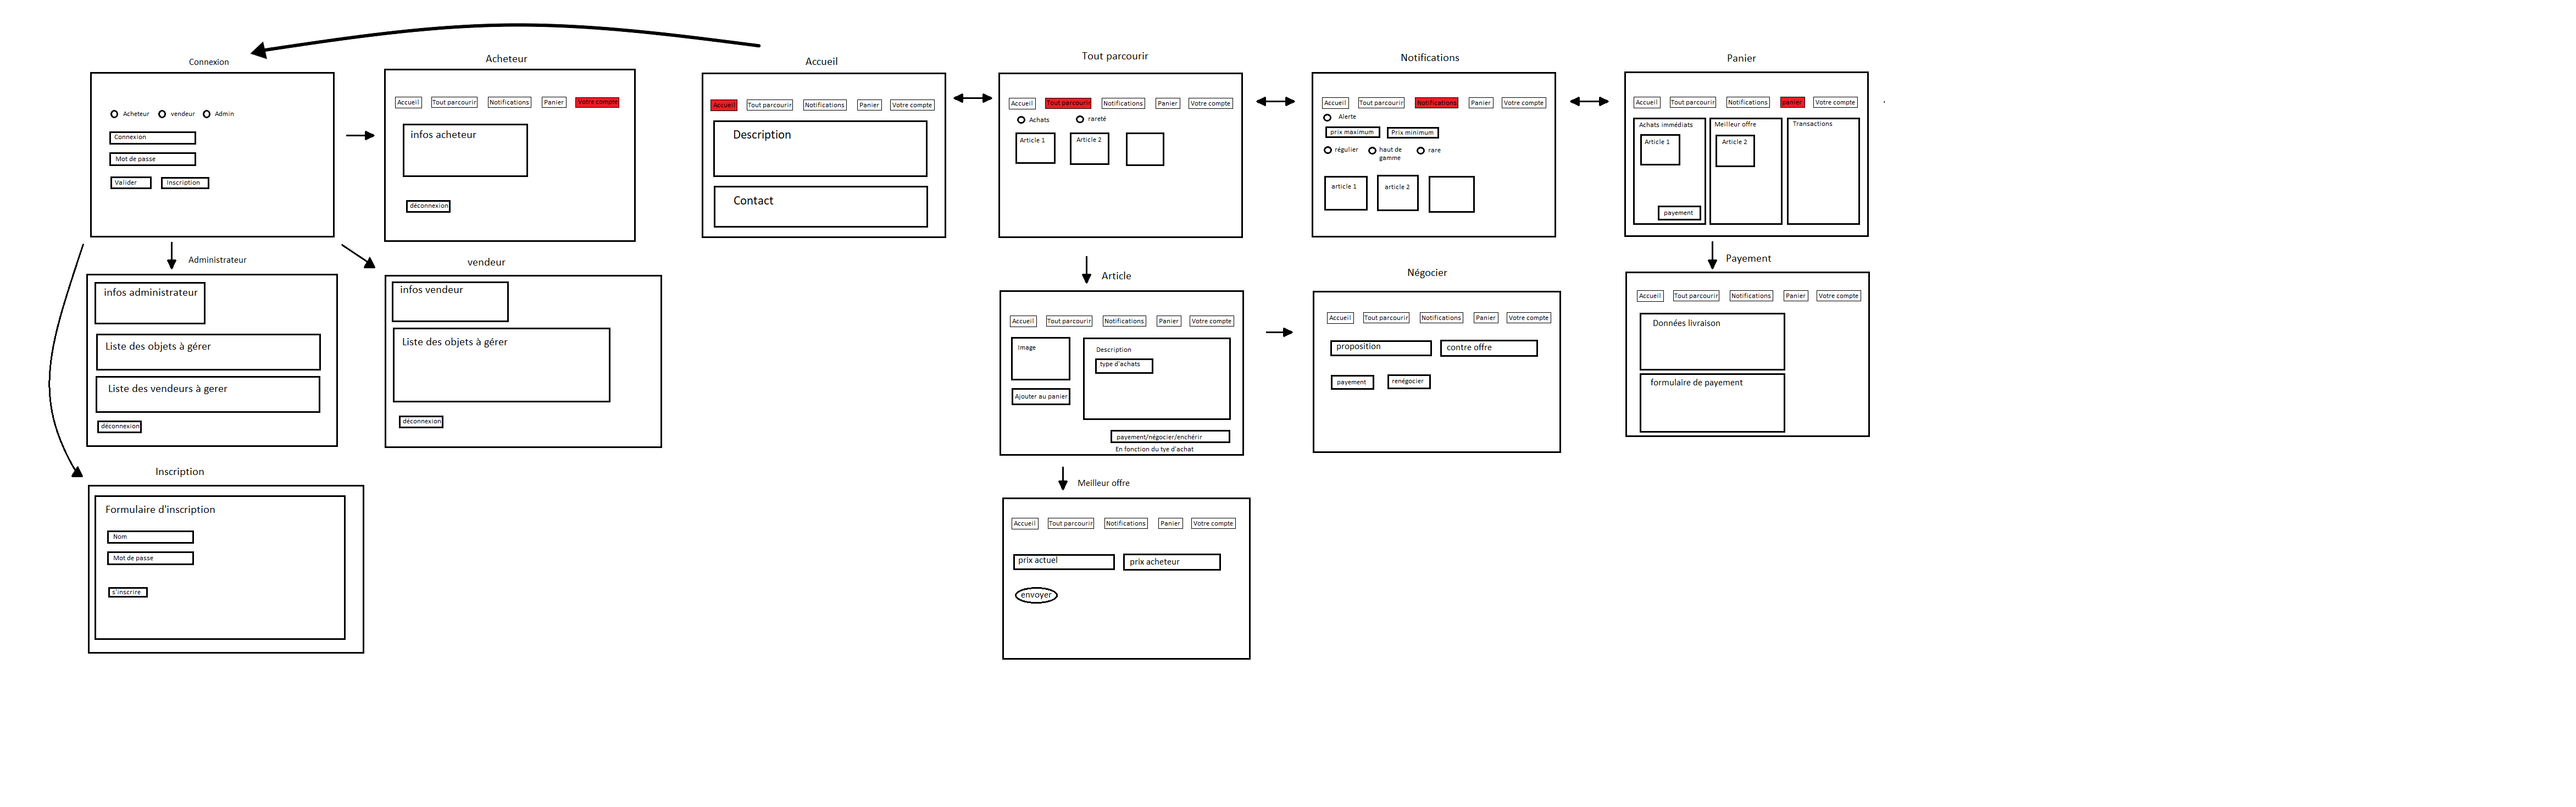 Connexion
Acheteur
vendeur
Admin
Connexion
Mot de passe
Valider
Inscription
Acheteur
Accueil
Tout parcourir
Notifications
Panier
Votre compte
infos acheteur
déconnexion
Accueil
Accueil
Tout parcourir
Notifications
Panier
Votre compte
Description
Contact
Tout parcourir
Accueil
Tout parcourir
Notifications
Panier
Votre compte
Achats
rareté
Article 1
Article 2
Notifications
Accueil
Tout parcourir
Notifications
Panier
Votre compte
Alerte
prix maximum
Prix minimum
régulier
haut de
gamme
rare
article 1
article 2
Panier
Accueil
Tout parcourir
Notifications
panier
Votre compte
Achats immédiats
Meilleur offre
Transactions
Article 1
Article 2
payement
Administrateur
infos administrateur
Liste des objets à gérer
Liste des vendeurs à gerer
déconnexion
vendeur
infos vendeur
Liste des objets à gérer
déconnexion
Article
Accueil
Tout parcourir
Notifications
Panier
Votre compte
Image
Description
type d'achats
Ajouter au panier
payement/négocier/enchérir
En fonction du tye d'achat
Négocier
Accueil
Tout parcourir
Notifications
Panier
Votre compte
proposition
contre offre
payement
renégocier
Payement
Accueil
Tout parcourir
Notifications
Panier
Votre compte
Données livraison
formulaire de payement
Inscription
Formulaire d'inscription
Nom
Mot de passe
s'inscrire
Meilleur offre
Accueil
Tout parcourir
Notifications
Panier
Votre compte
prix actuel
prix acheteur
envoyer